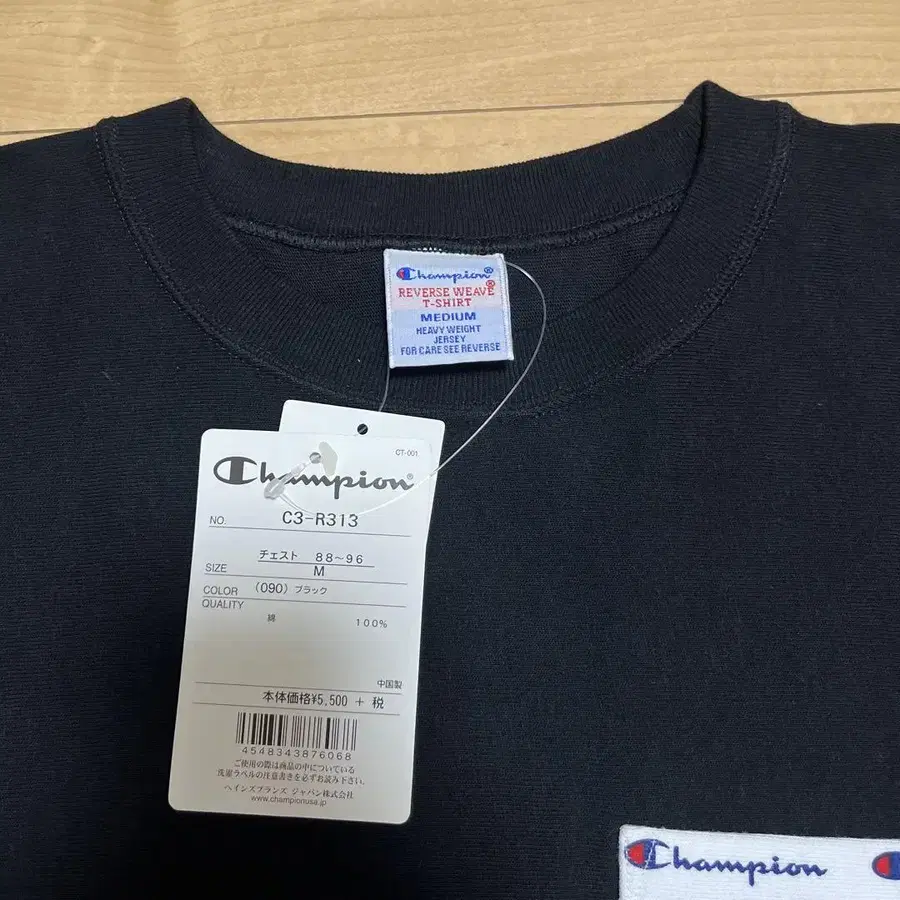 Champion®
REVERSE WEAVE®
T-SHIRT
MEDIUM
HEAVY WEIGHT
JERSEY
FOR CARE SEE REVERSE
CT-001
Champion®
NO. C3-R313
チェスト 88~96
SIZE M
COLOR (090) ブラック
QUALITY
綿 100%
中国製
本体価格¥5,500 + 税
4548343876068
ご使用の際は商品の中についている
洗濯ラベルの注意書きを必ずお読み下さい。
ヘインズブランズ ジャパン株式会社
www.championusa.jp
Champion